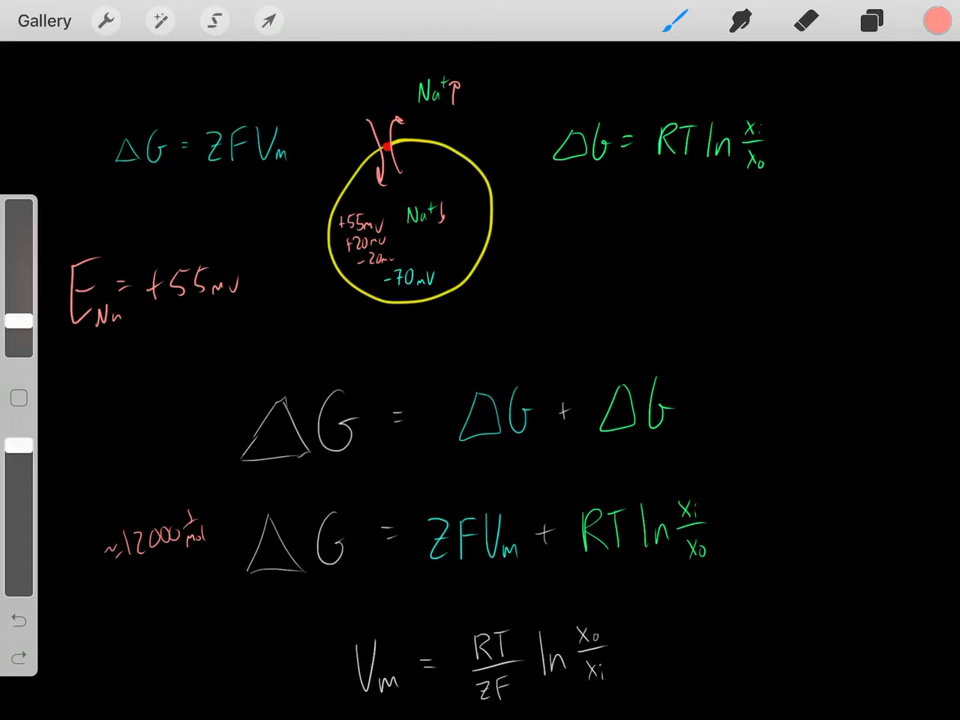 Gallery
Na⁺↑
ΔG = ZFVm
ΔG = RT ln xi/xo
+55mV
Na⁺↓
+20mV
-20mV
-70mV
E_Na = +55mV
ΔG = ΔG + ΔG
≈12000 J/mol
ΔG = ZFVm + RT ln xi/xo
Vm = RT/ZF ln xo/xi